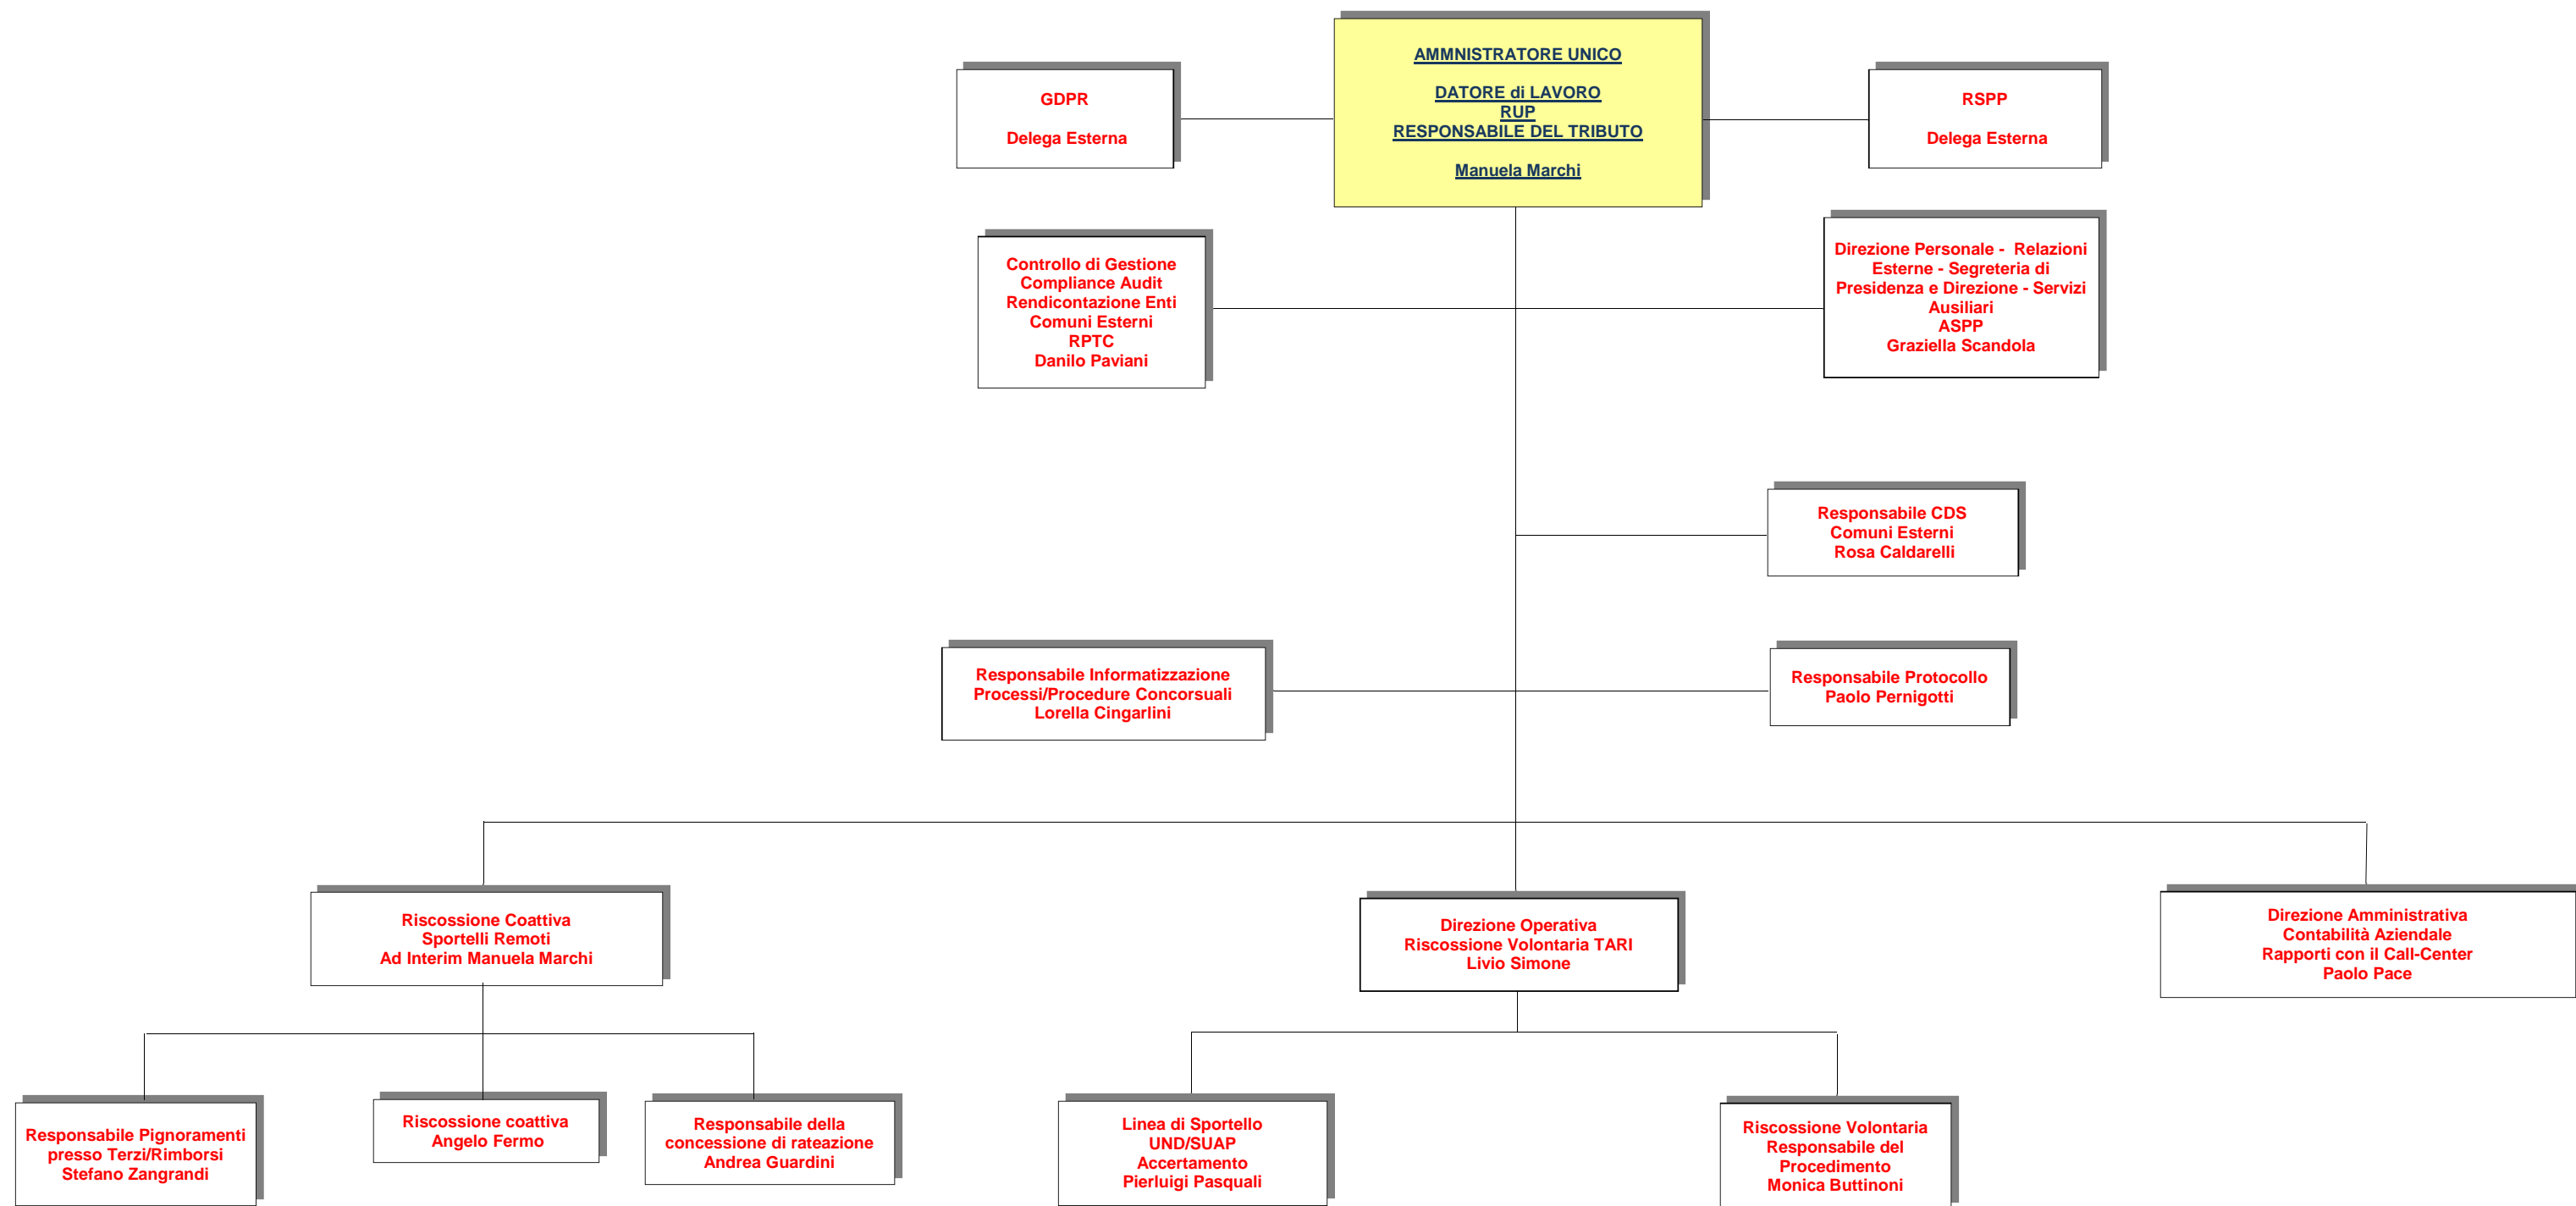 AMMNISTRATORE UNICO
DATORE di LAVORO
RUP
RESPONSABILE DEL TRIBUTO
Manuela Marchi
GDPR
Delega Esterna
RSPP
Delega Esterna
Controllo di Gestione
Compliance Audit
Rendicontazione Enti
Comuni Esterni
RPTC
Danilo Paviani
Direzione Personale - Relazioni
Esterne - Segreteria di
Presidenza e Direzione - Servizi
Ausiliari
ASPP
Graziella Scandola
Responsabile CDS
Comuni Esterni
Rosa Caldarelli
Responsabile Informatizzazione
Processi/Procedure Concorsuali
Lorella Cingarlini
Responsabile Protocollo
Paolo Pernigotti
Riscossione Coattiva
Sportelli Remoti
Ad Interim Manuela Marchi
Direzione Operativa
Riscossione Volontaria TARI
Livio Simone
Direzione Amministrativa
Contabilità Aziendale
Rapporti con il Call-Center
Paolo Pace
Responsabile Pignoramenti
presso Terzi/Rimborsi
Stefano Zangrandi
Riscossione coattiva
Angelo Fermo
Responsabile della
concessione di rateazione
Andrea Guardini
Linea di Sportello
UND/SUAP
Accertamento
Pierluigi Pasquali
Riscossione Volontaria
Responsabile del
Procedimento
Monica Buttinoni